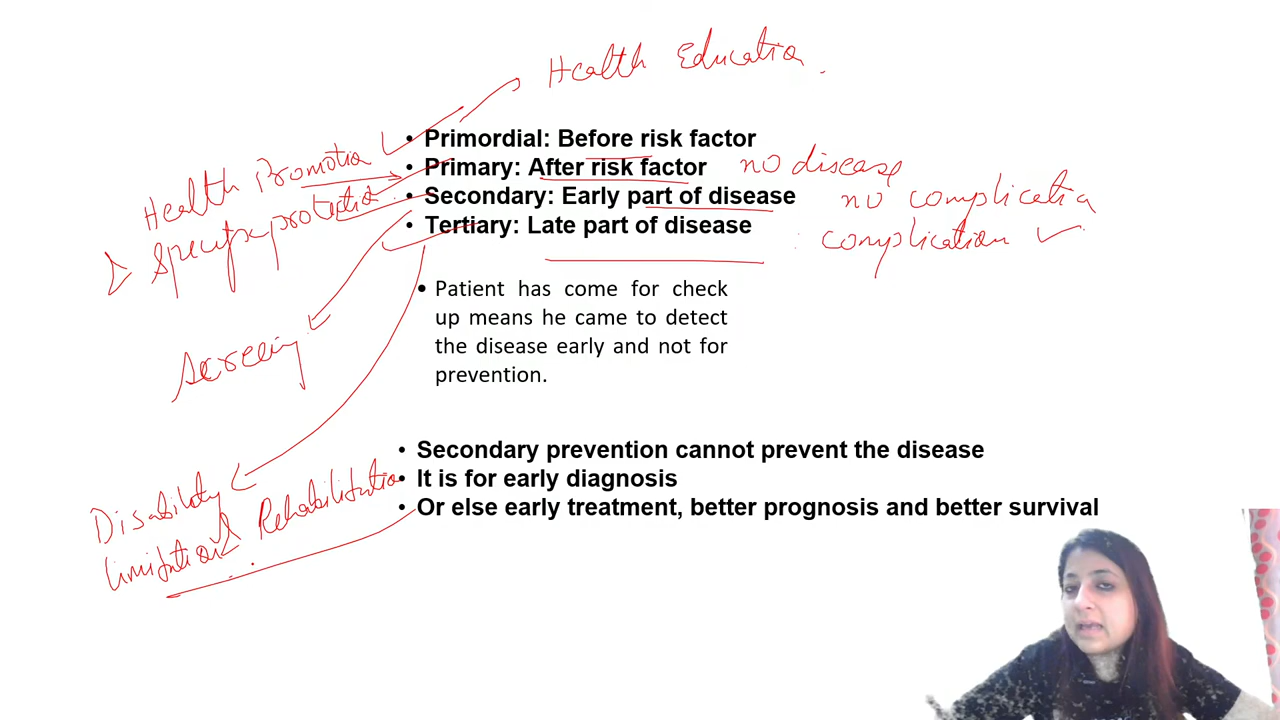 Health Education
• Primordial: Before risk factor
Health Promotion
• Primary: After risk factor no disease
Specific protection
• Secondary: Early part of disease no complication
• Tertiary: Late part of disease complication ✓
• Patient has come for check
up means he came to detect
the disease early and not for
prevention.
Screening
• Secondary prevention cannot prevent the disease
• It is for early diagnosis
• Or else early treatment, better prognosis and better survival
Disability
limitation & Rehabilitation